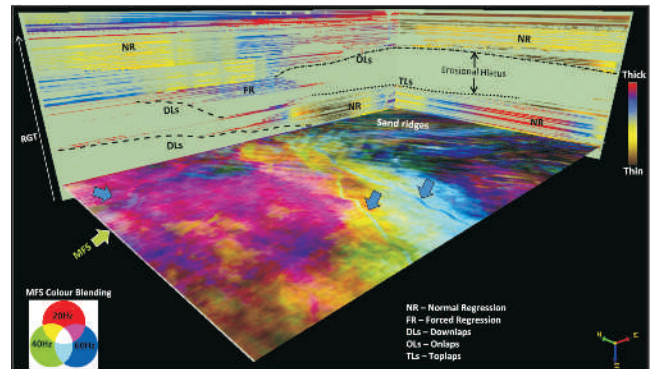 NR
NR
OLs
Erosional Hiatus
Thick
FR
TLs
DLs
NR
NR
RGT
DLs
Sand ridges
Thin
MFS
MFS Colour Blending
20Hz
40Hz
60Hz
NR – Normal Regression
FR – Forced Regression
DLs – Downlaps
OLs – Onlaps
TLs – Toplaps